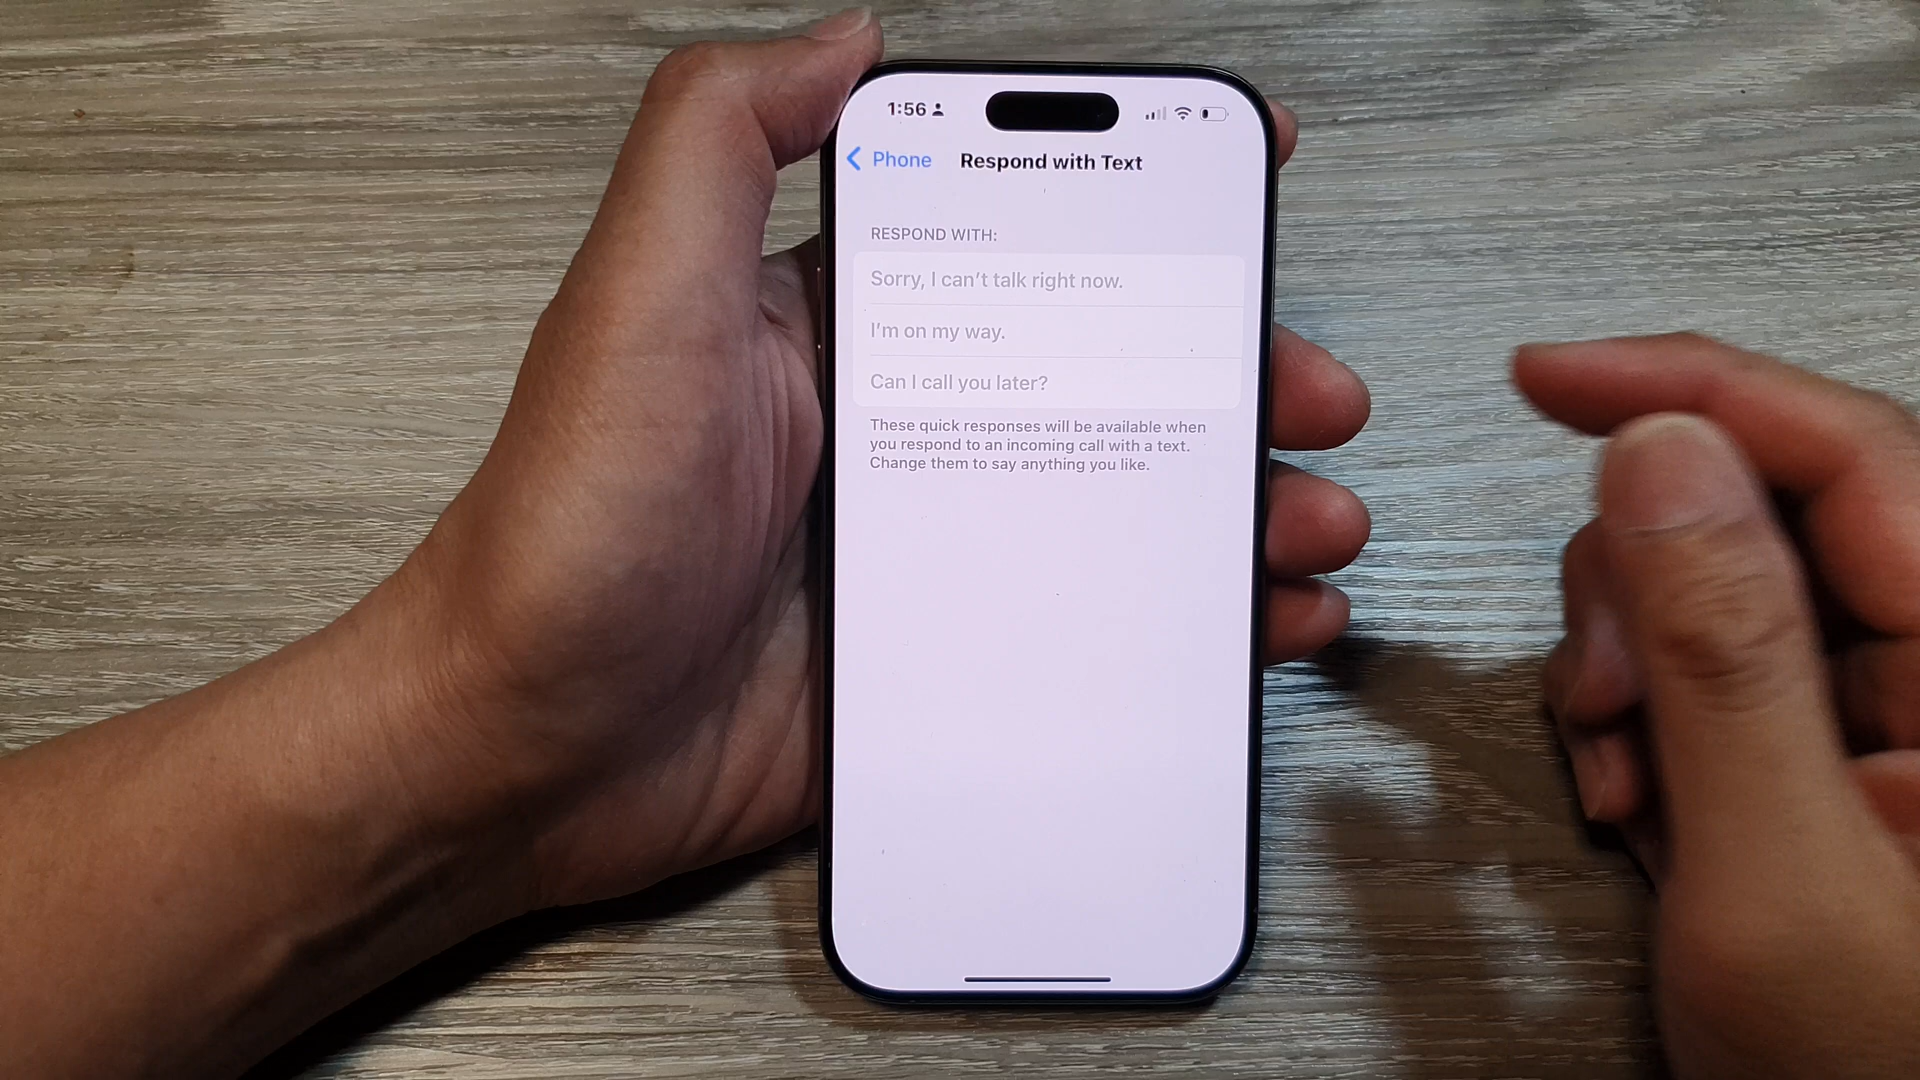 1:56
Phone
Respond with Text
RESPOND WITH:
Sorry, I can’t talk right now.
I’m on my way.
Can I call you later?
These quick responses will be available when
you respond to an incoming call with a text.
Change them to say anything you like.